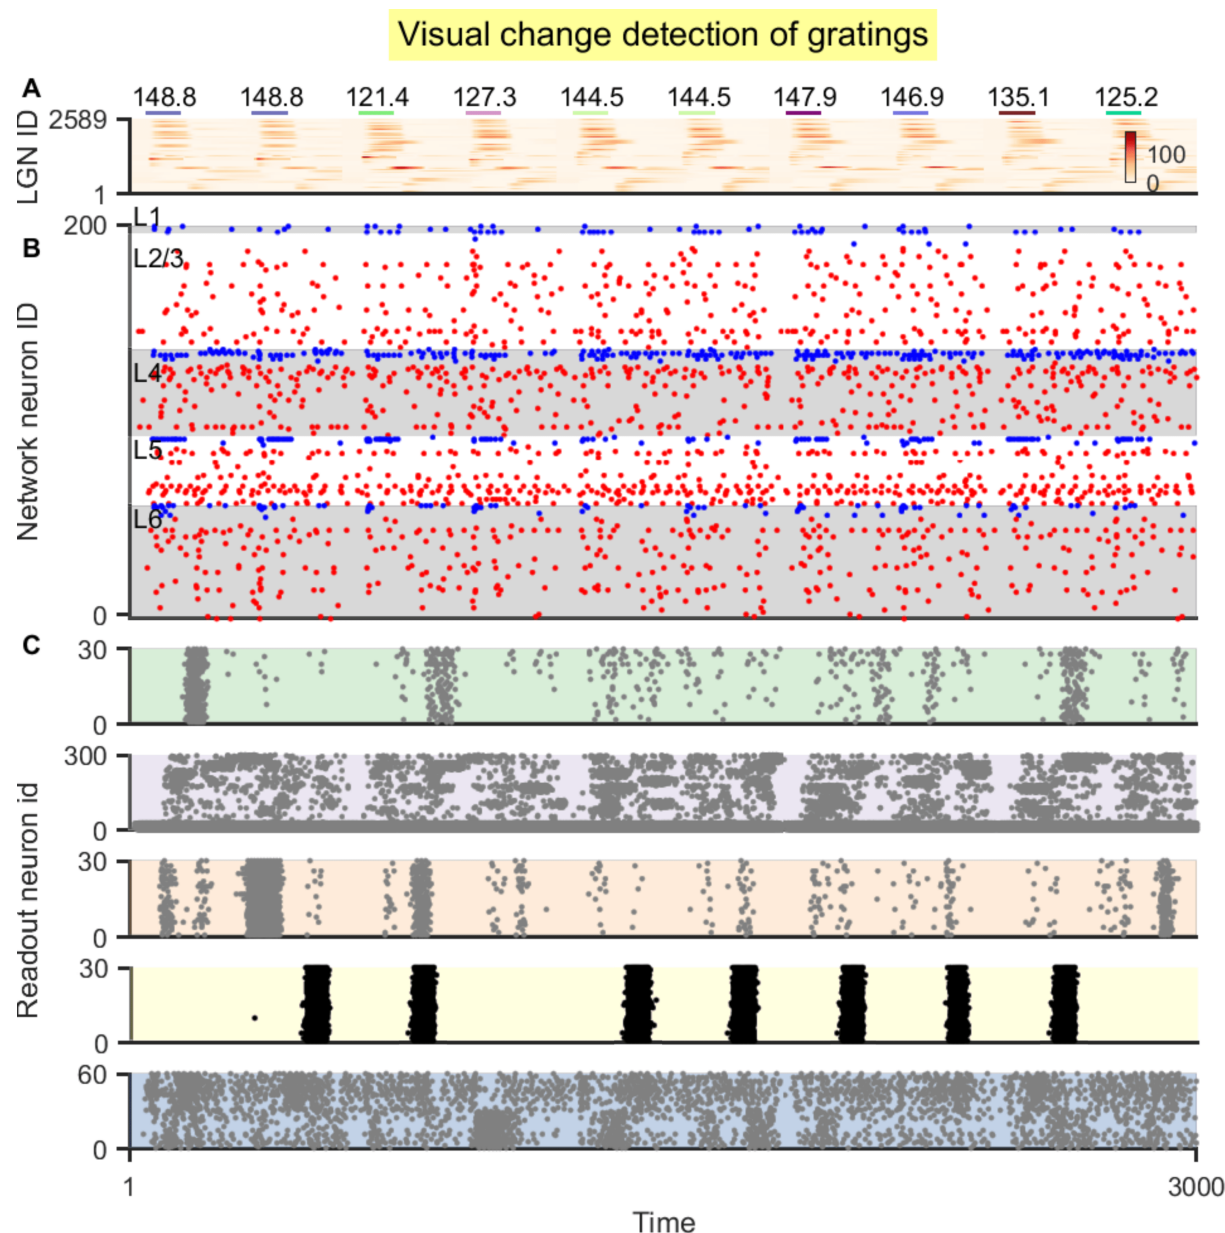 Visual change detection of gratings
A
148.8 148.8 121.4 127.3 144.5 144.5 147.9 146.9 135.1 125.2
2589
LGN ID
1
100
0
B
200
Network neuron ID
0
L1
L2/3
L4
L5
L6
C
Readout neuron id
30
0
300
0
30
0
30
0
60
0
1 3000
Time